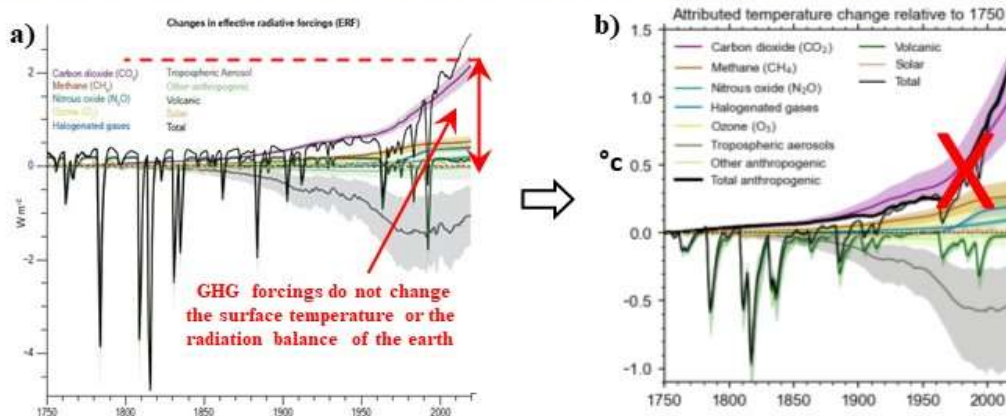 a)
Changes in effective radiative forcings (ERF)
Carbon dioxide (CO₂)
Methane (CH₄)
Nitrous oxide (N₂O)
Ozone (O₃)
Halogenated gases
Tropospheric Aerosol
Other anthropogenic
Volcanic
Solar
Total
2
0
-2
-4
W m⁻²
GHG forcings do not change
the surface temperature or the
radiation balance of the earth
1750 1800 1850 1900 1950 2000
b)
Attributed temperature change relative to 1750
1.5
1.0
0.5
0.0
-0.5
-1.0
°c
Carbon dioxide (CO₂)
Methane (CH₄)
Nitrous oxide (N₂O)
Halogenated gases
Ozone (O₃)
Tropospheric aerosols
Other anthropogenic
Total anthropogenic
Volcanic
Solar
Total
X
1750 1800 1850 1900 1950 2000